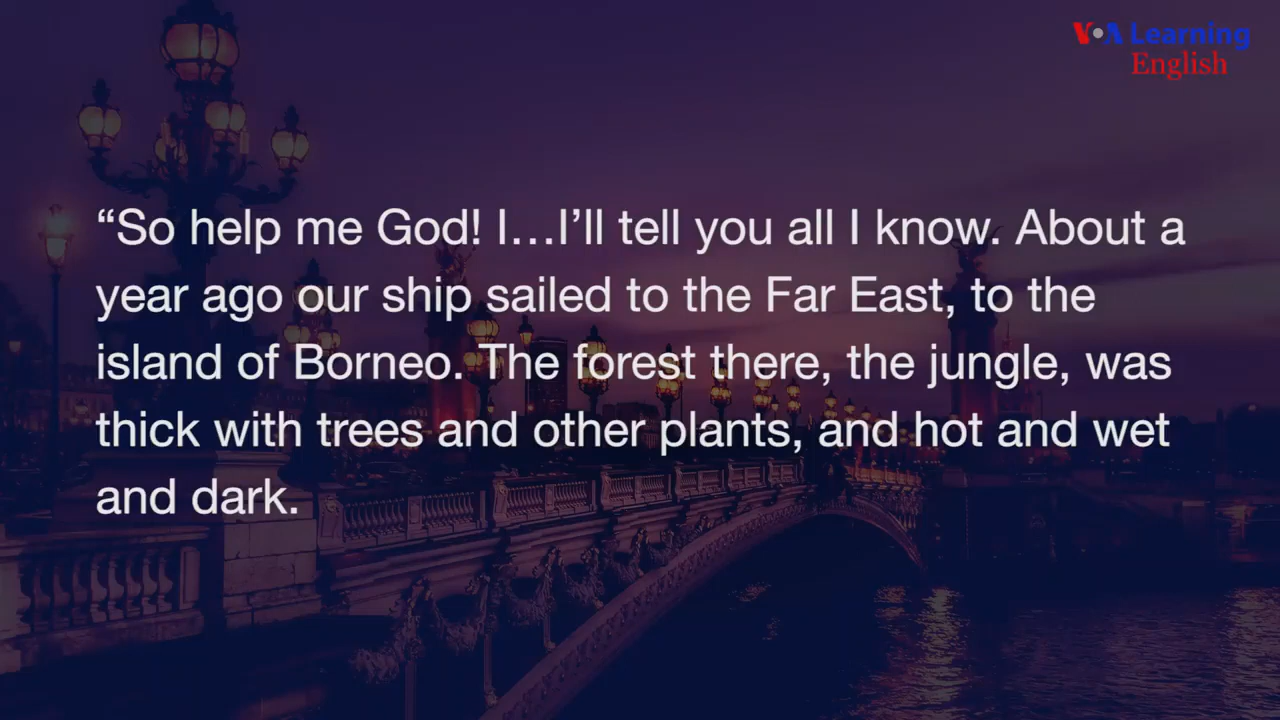 VOA Learning
English
“So help me God! I…I’ll tell you all I know. About a
year ago our ship sailed to the Far East, to the
island of Borneo. The forest there, the jungle, was
thick with trees and other plants, and hot and wet
and dark.